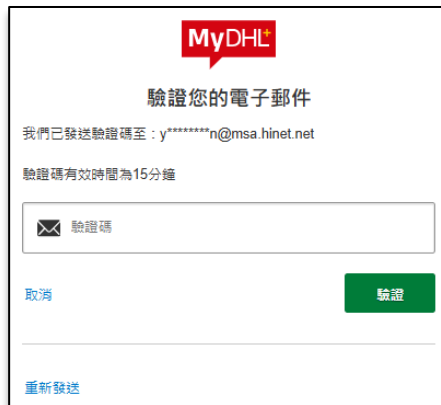 MyDHL+
驗證您的電子郵件
我們已發送驗證碼至：y********n@msa.hinet.net
驗證碼有效時間為15分鐘
驗證碼
取消
驗證
重新發送